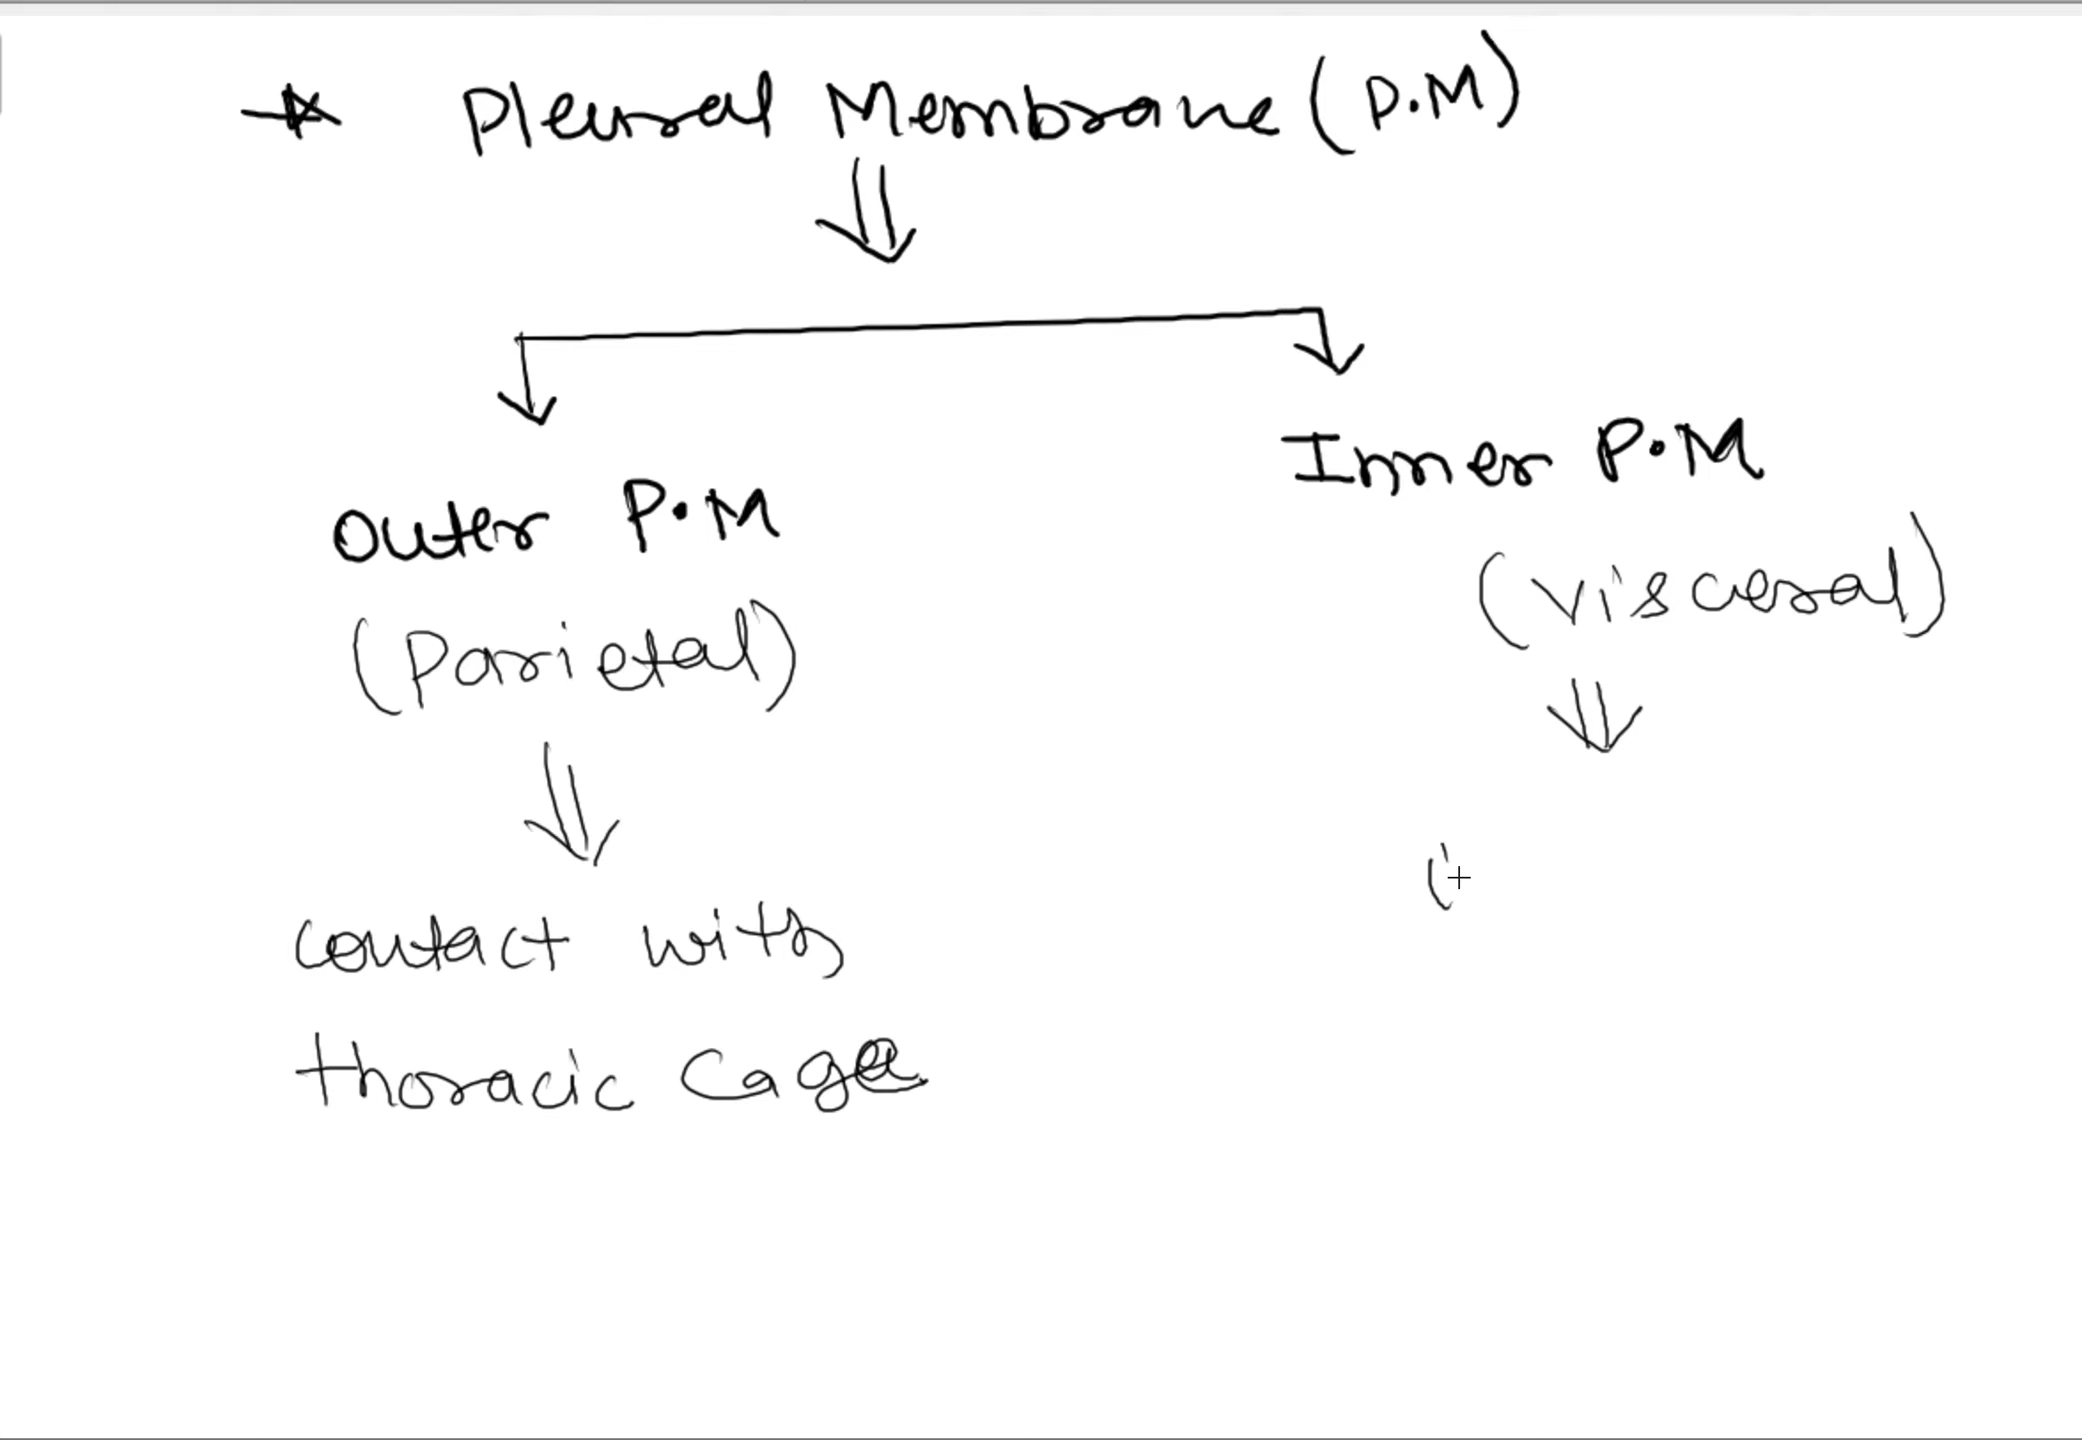 Pleural Membrane (P.M)
Outer P.M
(Parietal)
contact with
thoracic Cage
Inner P.M
(visceral)